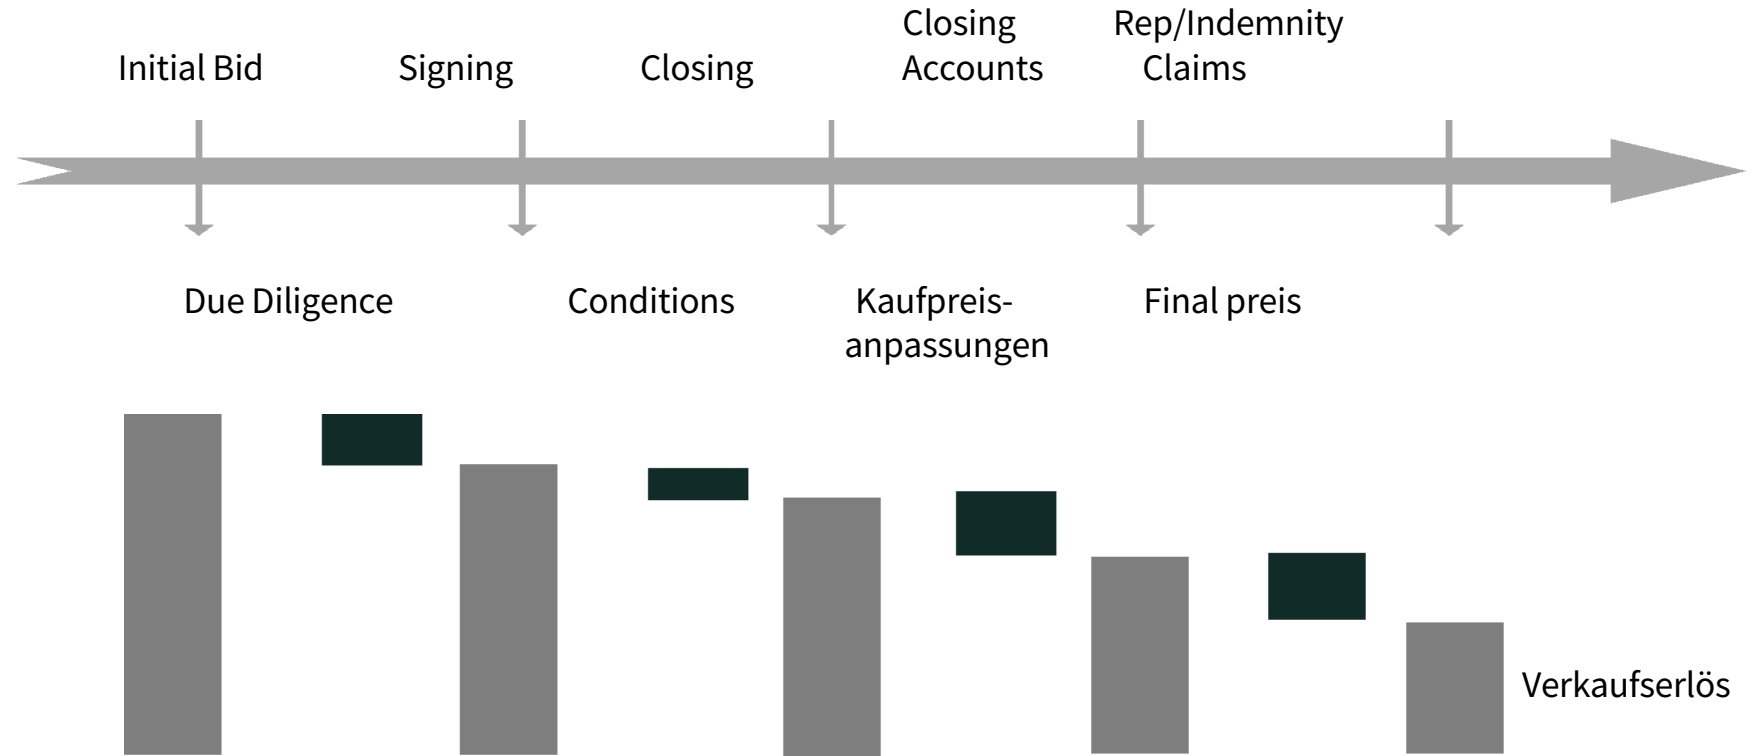 Initial Bid
Signing
Closing
Closing
Accounts
Rep/Indemnity
Claims
Due Diligence
Conditions
Kaufpreis-
anpassungen
Final preis
Verkaufserlös